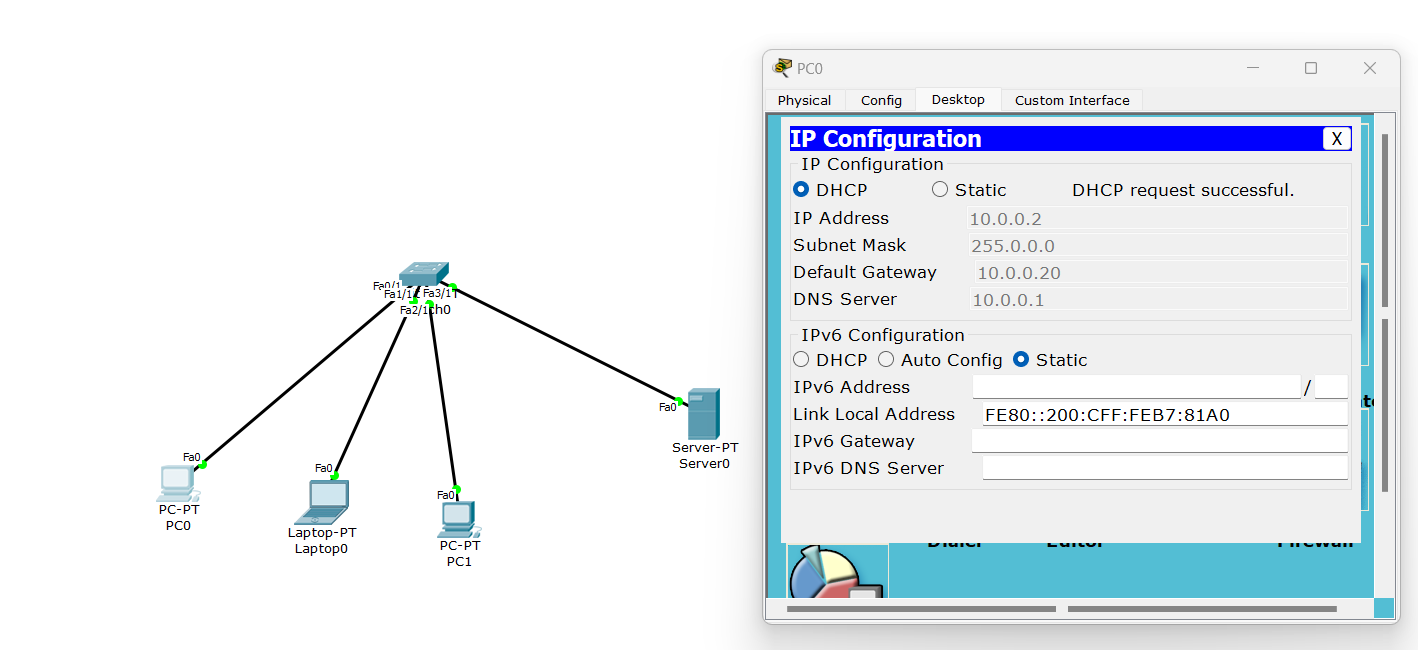 Fa0/1
Fa1/1
Fa3/1
Fa2/1
h0
Fa0
Server-PT
Server0
Fa0
PC-PT
PC0
Fa0
Laptop-PT
Laptop0
Fa0
PC-PT
PC1
PC0
Physical Config Desktop Custom Interface
IP Configuration X
IP Configuration
DHCP Static DHCP request successful.
IP Address 10.0.0.2
Subnet Mask 255.0.0.0
Default Gateway 10.0.0.20
DNS Server 10.0.0.1
IPv6 Configuration
DHCP Auto Config Static
IPv6 Address /
Link Local Address FE80::200:CFF:FEB7:81A0
IPv6 Gateway
IPv6 DNS Server
Dialer Editor Firewall